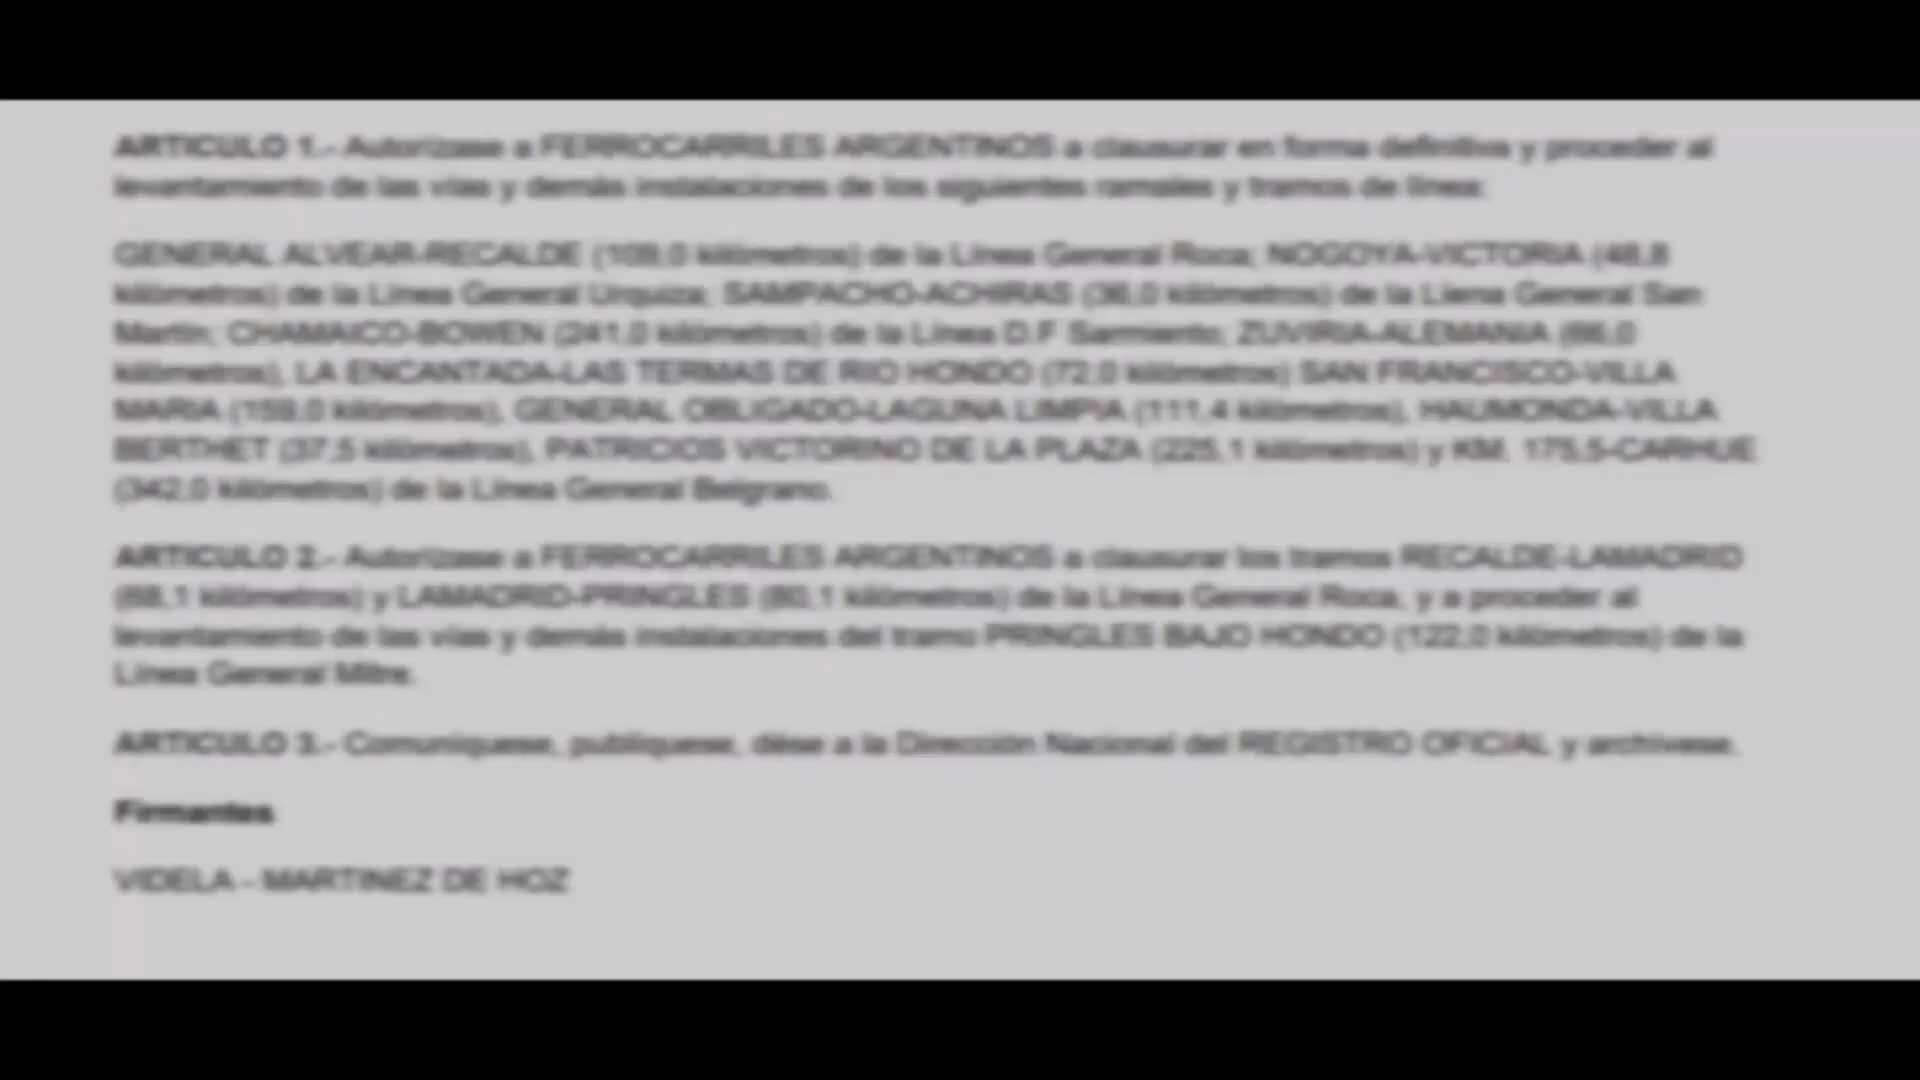 ARTICULO 1.- Autorízase a FERROCARRILES ARGENTINOS a clausurar en forma definitiva y proceder al
levantamiento de las vías y demás instalaciones de los siguientes ramales y tramos de línea:
GENERAL ALVEAR-RECALDE (109,0 kilómetros) de la Línea General Roca; NOGOYA-VICTORIA (48,8
kilómetros) de la Línea General Urquiza; SAMPACHO-ACHIRAS (36,0 kilómetros) de la Liena General San
Martín; CHAMAICO-BOWEN (241,0 kilómetros) de la Línea D.F Sarmiento; ZUVIRIA-ALEMANIA (66,0
kilómetros), LA ENCANTADA-LAS TERMAS DE RIO HONDO (72,0 kilómetros) SAN FRANCISCO-VILLA
MARIA (159,0 kilómetros), GENERAL OBLIGADO-LAGUNA LIMPIA (111,4 kilómetros), HAUMONDA-VILLA
BERTHET (37,5 kilómetros), PATRICIOS VICTORINO DE LA PLAZA (225,1 kilómetros) y KM. 175,5-CARHUE
(342,0 kilómetros) de la Línea General Belgrano.
ARTICULO 2.- Autorízase a FERROCARRILES ARGENTINOS a clausurar los tramos RECALDE-LAMADRID
(68,1 kilómetros) y LAMADRID-PRINGLES (80,1 kilómetros) de la Línea General Roca, y a proceder al
levantamiento de las vías y demás instalaciones del tramo PRINGLES BAJO HONDO (122,0 kilómetros) de la
Línea General Mitre.
ARTICULO 3.- Comuníquese, publíquese, dése a la Dirección Nacional del REGISTRO OFICIAL y archívese.
Firmantes
VIDELA - MARTINEZ DE HOZ